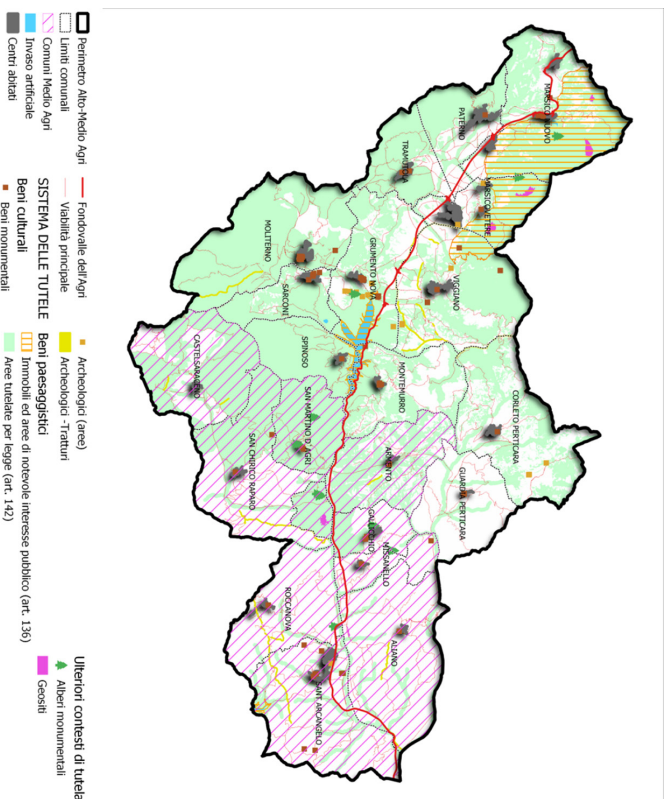 MARSICO NUOVO
PATERNO
TRAMUTOLA
MARSICOVETERE
VIGGIANO
GRUMENTO NOVA
MOLITERNO
SARCONI
SPINOSO
MONTEMURRO
CORLETO PERTICARA
CASTELSARACENO
SAN MARTINO D'AGRI
ARMENTO
GUARDIA PERTICARA
SAN CHIRICO RAPARO
GALLICCHIO
MISSANELLO
ROCCANOVA
ALIANO
SANT'ARCANGELO
Perimetro Alto-Medio Agri
Limiti comunali
Comuni Medio Agri
Invaso artificiale
Centri abitati
Fondovalle dell'Agri
Viabilità principale
SISTEMA DELLE TUTELE
Beni culturali
Beni monumentali
Archeologici (aree)
Archeologici -Tratturi
Beni paesaggistici
Immobili ed aree di notevole interesse pubblico (art. 136)
Aree tutelate per legge (art. 142)
Ulteriori contesti di tutela
Alberi monumentali
Geositi